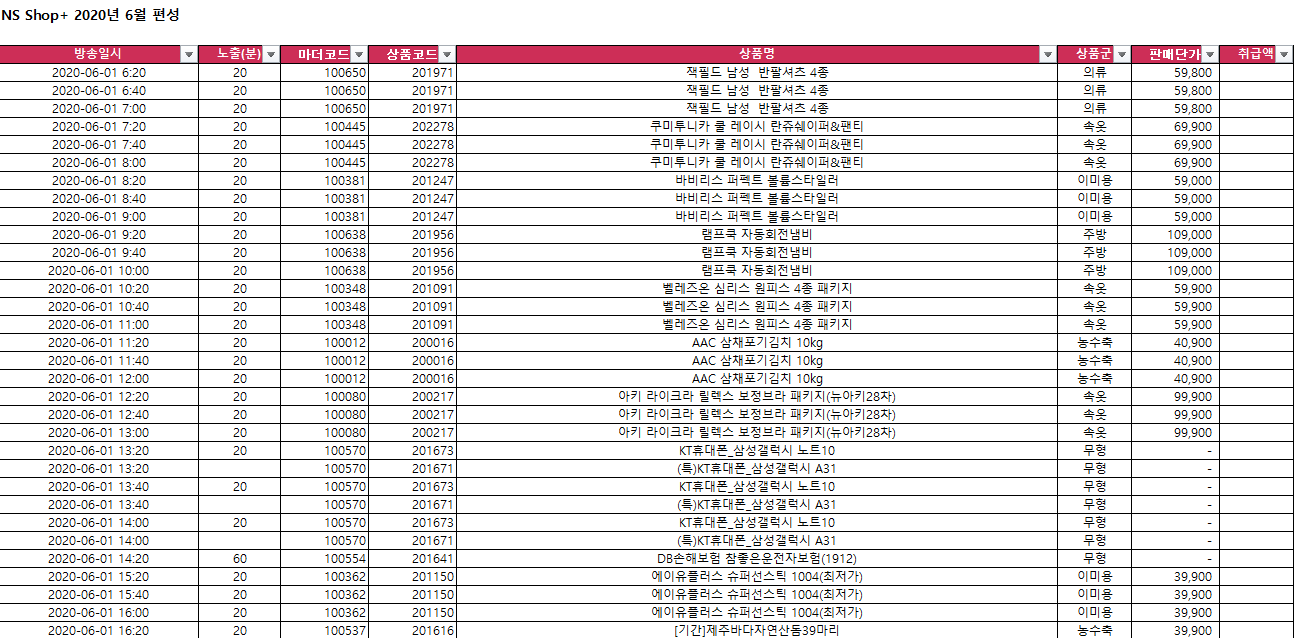 NS Shop+ 2020년 6월 편성
방송일시 노출(분) 마더코드 상품코드 상품명 상품군 판매단가 취급액
2020-06-01 6:20 20 100650 201971 잭필드 남성  반팔셔츠 4종 의류 59,800
2020-06-01 6:40 20 100650 201971 잭필드 남성  반팔셔츠 4종 의류 59,800
2020-06-01 7:00 20 100650 201971 잭필드 남성  반팔셔츠 4종 의류 59,800
2020-06-01 7:20 20 100445 202278 쿠미투니카 쿨 레이시 란쥬쉐이퍼&팬티 속옷 69,900
2020-06-01 7:40 20 100445 202278 쿠미투니카 쿨 레이시 란쥬쉐이퍼&팬티 속옷 69,900
2020-06-01 8:00 20 100445 202278 쿠미투니카 쿨 레이시 란쥬쉐이퍼&팬티 속옷 69,900
2020-06-01 8:20 20 100381 201247 바비리스 퍼펙트 볼륨스타일러 이미용 59,000
2020-06-01 8:40 20 100381 201247 바비리스 퍼펙트 볼륨스타일러 이미용 59,000
2020-06-01 9:00 20 100381 201247 바비리스 퍼펙트 볼륨스타일러 이미용 59,000
2020-06-01 9:20 20 100638 201956 램프쿡 자동회전냄비 주방 109,000
2020-06-01 9:40 20 100638 201956 램프쿡 자동회전냄비 주방 109,000
2020-06-01 10:00 20 100638 201956 램프쿡 자동회전냄비 주방 109,000
2020-06-01 10:20 20 100348 201091 벨레즈온 심리스 원피스 4종 패키지 속옷 59,900
2020-06-01 10:40 20 100348 201091 벨레즈온 심리스 원피스 4종 패키지 속옷 59,900
2020-06-01 11:00 20 100348 201091 벨레즈온 심리스 원피스 4종 패키지 속옷 59,900
2020-06-01 11:20 20 100012 200016 AAC 삼채포기김치 10kg 농수축 40,900
2020-06-01 11:40 20 100012 200016 AAC 삼채포기김치 10kg 농수축 40,900
2020-06-01 12:00 20 100012 200016 AAC 삼채포기김치 10kg 농수축 40,900
2020-06-01 12:20 20 100080 200217 아키 라이크라 릴렉스 보정브라 패키지(뉴아키28차) 속옷 99,900
2020-06-01 12:40 20 100080 200217 아키 라이크라 릴렉스 보정브라 패키지(뉴아키28차) 속옷 99,900
2020-06-01 13:00 20 100080 200217 아키 라이크라 릴렉스 보정브라 패키지(뉴아키28차) 속옷 99,900
2020-06-01 13:20 20 100570 201673 KT휴대폰_삼성갤럭시 노트10 무형 -
2020-06-01 13:20 100570 201671 (특)KT휴대폰_삼성갤럭시 A31 무형 -
2020-06-01 13:40 20 100570 201673 KT휴대폰_삼성갤럭시 노트10 무형 -
2020-06-01 13:40 100570 201671 (특)KT휴대폰_삼성갤럭시 A31 무형 -
2020-06-01 14:00 20 100570 201673 KT휴대폰_삼성갤럭시 노트10 무형 -
2020-06-01 14:00 100570 201671 (특)KT휴대폰_삼성갤럭시 A31 무형 -
2020-06-01 14:20 60 100554 201641 DB손해보험 참좋은운전자보험(1912) 무형 -
2020-06-01 15:20 20 100362 201150 에이유플러스 슈퍼선스틱 1004(최저가) 이미용 39,900
2020-06-01 15:40 20 100362 201150 에이유플러스 슈퍼선스틱 1004(최저가) 이미용 39,900
2020-06-01 16:00 20 100362 201150 에이유플러스 슈퍼선스틱 1004(최저가) 이미용 39,900
2020-06-01 16:20 20 100537 201616 [기간]제주바다자연산돔39마리 농수축 39,900